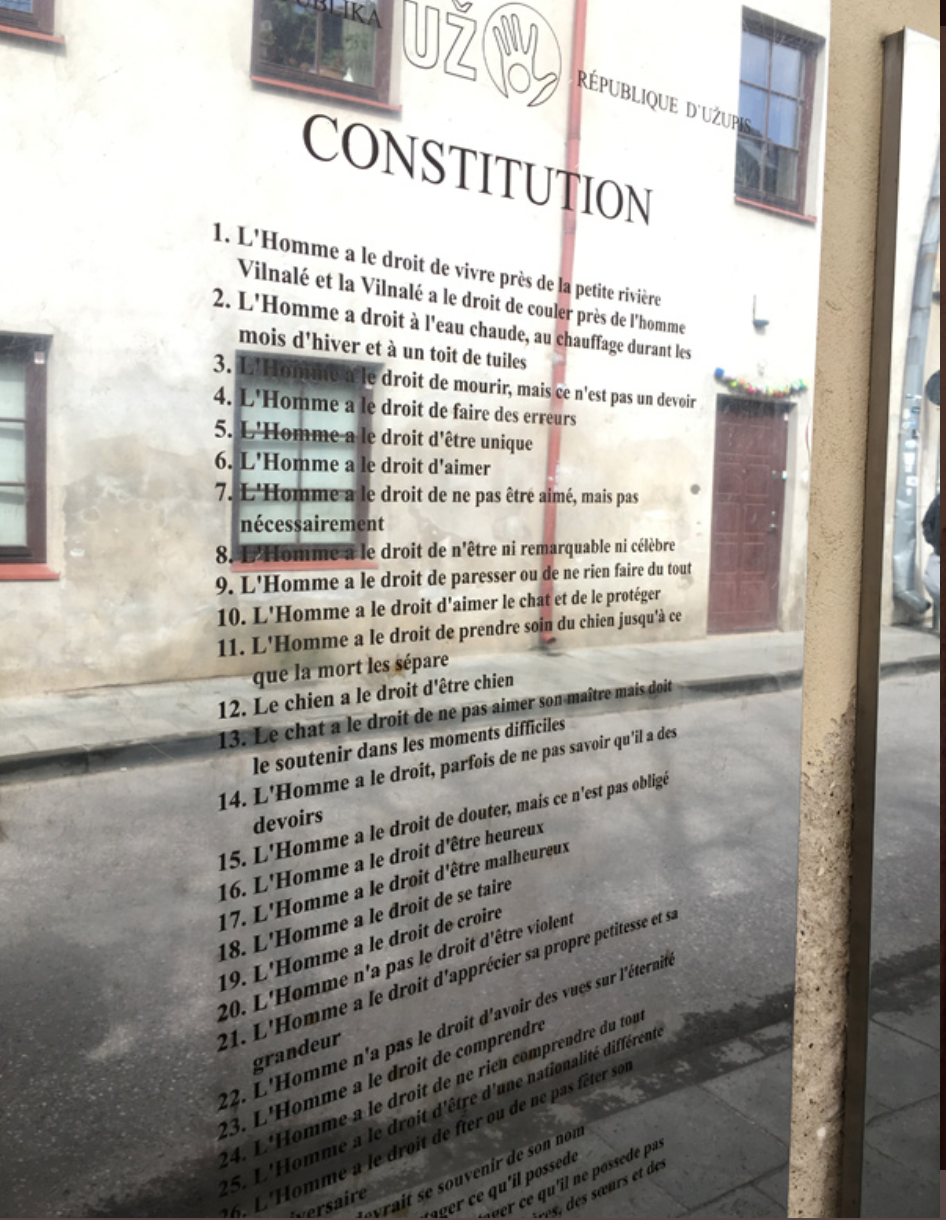 UŽ
RÉPUBLIQUE D'UŽUPIS
CONSTITUTION
1. L'Homme a le droit de vivre près de la petite rivière
Vilnalé et la Vilnalé a le droit de couler près de l'homme
2. L'Homme a droit à l'eau chaude, au chauffage durant les
mois d'hiver et à un toit de tuiles
3. L'Homme a le droit de mourir, mais ce n'est pas un devoir
4. L'Homme a le droit de faire des erreurs
5. L'Homme a le droit d'être unique
6. L'Homme a le droit d'aimer
7. L'Homme a le droit de ne pas être aimé, mais pas
nécessairement
8. L'Homme a le droit de n'être ni remarquable ni célèbre
9. L'Homme a le droit de paresser ou de ne rien faire du tout
10. L'Homme a le droit d'aimer le chat et de le protéger
11. L'Homme a le droit de prendre soin du chien jusqu'à ce
que la mort les sépare
12. Le chien a le droit d'être chien
13. Le chat a le droit de ne pas aimer son maître mais doit
le soutenir dans les moments difficiles
14. L'Homme a le droit, parfois de ne pas savoir qu'il a des
devoirs
15. L'Homme a le droit de douter, mais ce n'est pas obligé
16. L'Homme a le droit d'être heureux
17. L'Homme a le droit d'être malheureux
18. L'Homme a le droit de se taire
19. L'Homme a le droit de croire
20. L'Homme n'a pas le droit d'être violent
21. L'Homme a le droit d'apprécier sa propre petitesse et sa
grandeur
22. L'Homme n'a pas le droit d'avoir des vues sur l'éternité
23. L'Homme a le droit de comprendre
24. L'Homme a le droit de ne rien comprendre du tout
25. L'Homme a le droit d'être d'une nationalité différente
26. L'Homme a le droit de fter ou de ne pas fêter son
versaire
devrait se souvenir de son nom
tager ce qu'il possede
ager ce qu'il ne possede pas
des sœurs et des